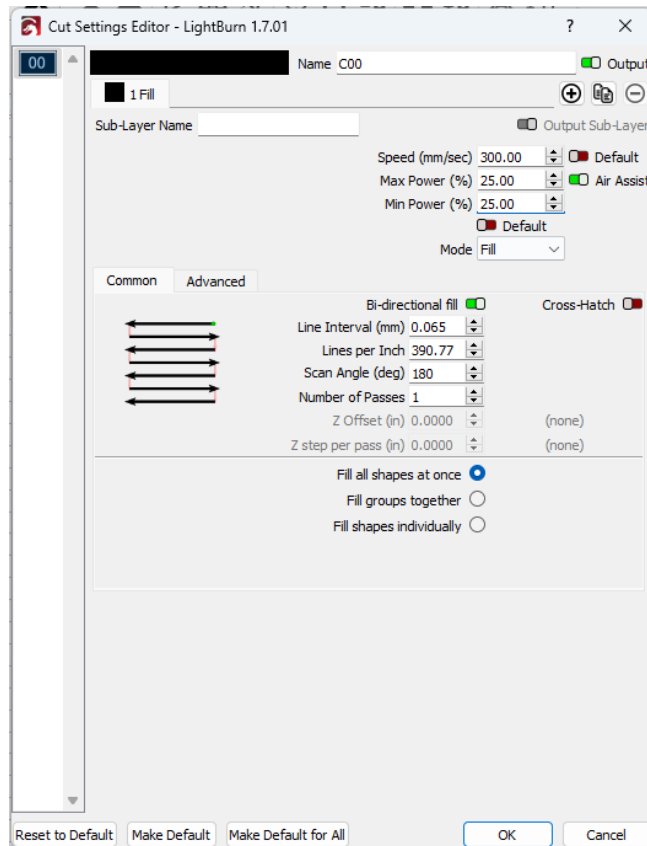 Cut Settings Editor - LightBurn 1.7.01 ?
00 Name C00 Output
1 Fill
Sub-Layer Name Output Sub-Layer
Speed (mm/sec) 300.00 Default
Max Power (%) 25.00 Air Assist
Min Power (%) 25.00
Default
Mode Fill
Common Advanced
Bi-directional fill Cross-Hatch
Line Interval (mm) 0.065
Lines per Inch 390.77
Scan Angle (deg) 180
Number of Passes 1
Z Offset (in) 0.0000 (none)
Z step per pass (in) 0.0000 (none)
Fill all shapes at once
Fill groups together
Fill shapes individually
Reset to Default Make Default Make Default for All OK Cancel